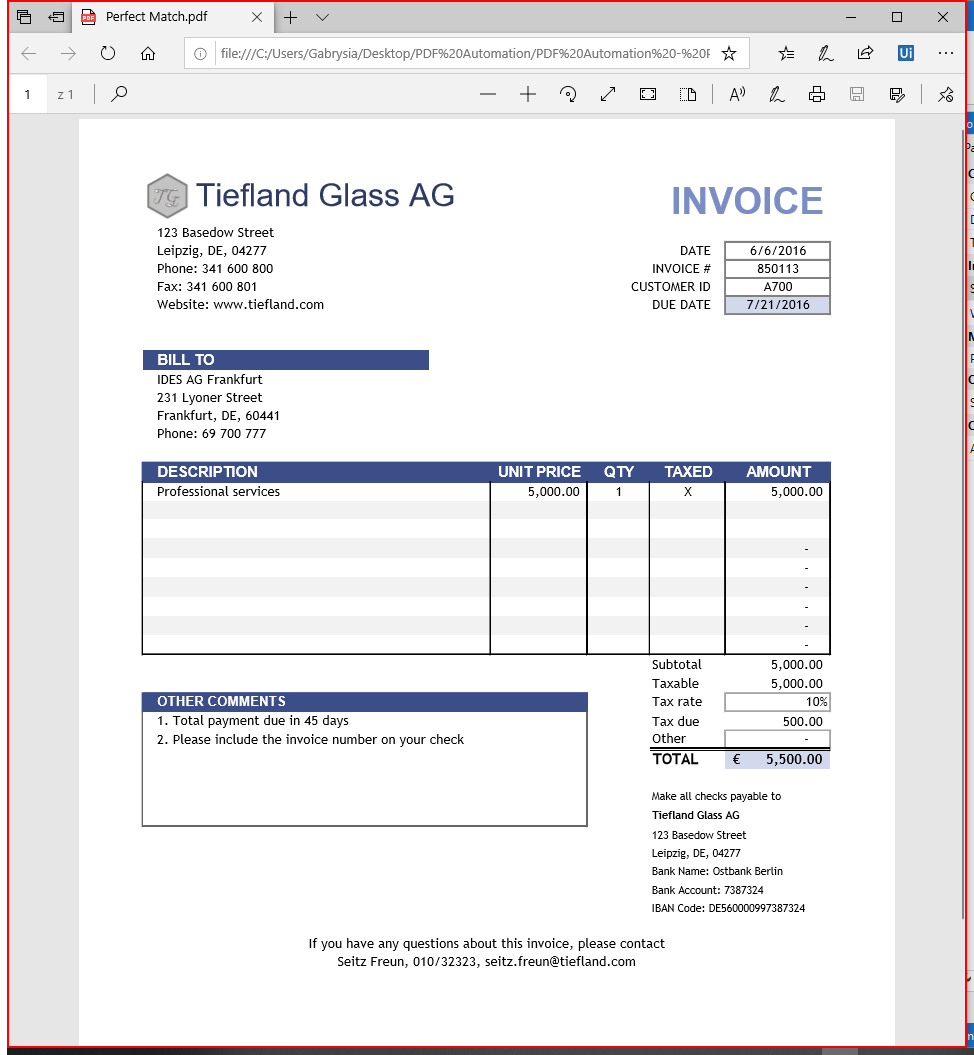 Perfect Match.pdf
file:///C:/Users/Gabrysia/Desktop/PDF%20Automation/PDF%20Automation%20-%20F
Ui
1 z 1
TG Tiefland Glass AG
INVOICE
123 Basedow Street
Leipzig, DE, 04277
Phone: 341 600 800
Fax: 341 600 801
Website: www.tiefland.com
DATE 6/6/2016
INVOICE # 850113
CUSTOMER ID A700
DUE DATE 7/21/2016
BILL TO
IDES AG Frankfurt
231 Lyoner Street
Frankfurt, DE, 60441
Phone: 69 700 777
DESCRIPTION UNIT PRICE QTY TAXED AMOUNT
Professional services 5,000.00 1 X 5,000.00
-
-
-
-
-
-
Subtotal 5,000.00
Taxable 5,000.00
Tax rate 10%
Tax due 500.00
Other -
TOTAL € 5,500.00
OTHER COMMENTS
1. Total payment due in 45 days
2. Please include the invoice number on your check
Make all checks payable to
Tiefland Glass AG
123 Basedow Street
Leipzig, DE, 04277
Bank Name: Ostbank Berlin
Bank Account: 7387324
IBAN Code: DE560000997387324
If you have any questions about this invoice, please contact
Seitz Freun, 010/32323, seitz.freun@tiefland.com